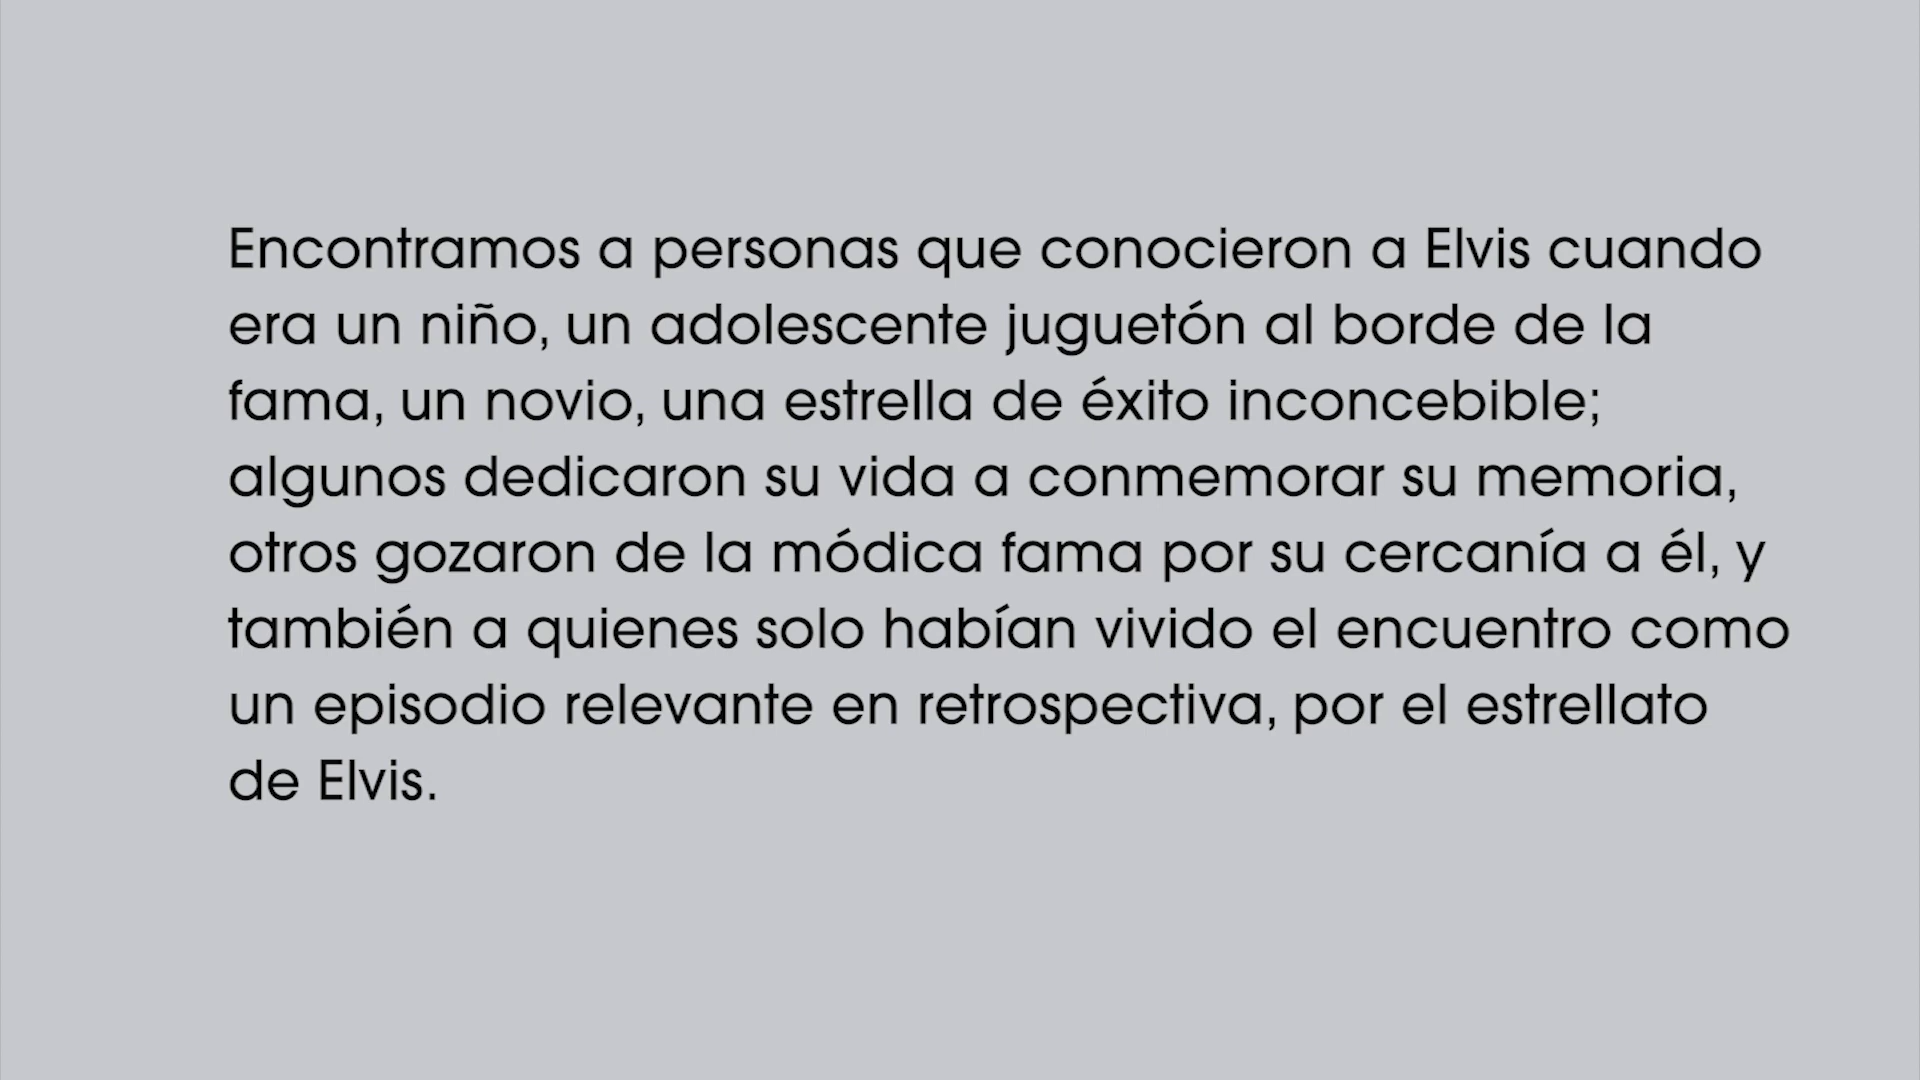 Encontramos a personas que conocieron a Elvis cuando
era un niño, un adolescente juguetón al borde de la
fama, un novio, una estrella de éxito inconcebible;
algunos dedicaron su vida a conmemorar su memoria,
otros gozaron de la módica fama por su cercanía a él, y
también a quienes solo habían vivido el encuentro como
un episodio relevante en retrospectiva, por el estrellato
de Elvis.